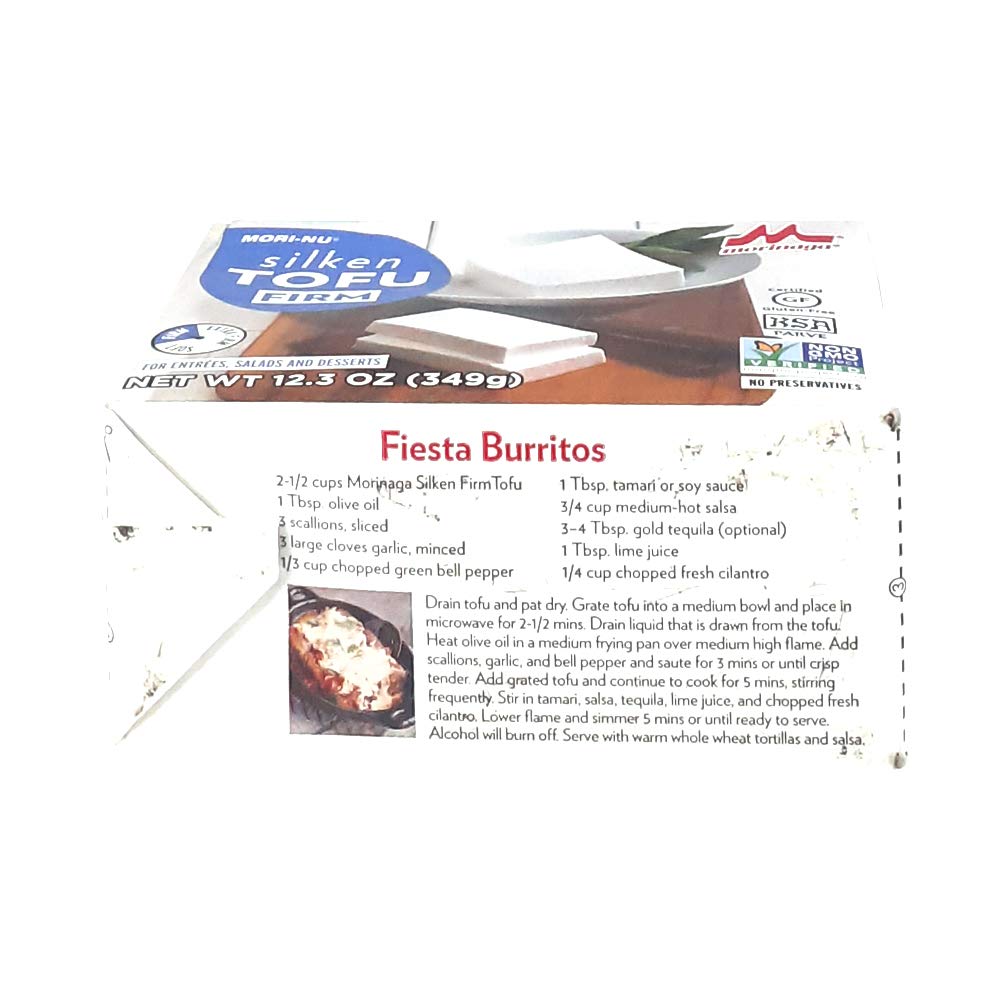 MORI-NU®
silken
TOFU
FIRM
morinaga™
Certified
GF
Gluten-Free
KSA
PARVE
NON
GMO
Project
VERIFIED
NO PRESERVATIVES
FIRM
SOFT
FOR ENTRÉES, SALADS AND DESSERTS
NET WT 12.3 OZ (349g)
Fiesta Burritos
2-1/2 cups Morinaga Silken Firm Tofu
1 Tbsp. olive oil
3 scallions, sliced
3 large cloves garlic, minced
1/3 cup chopped green bell pepper
1 Tbsp. tamari or soy sauce
3/4 cup medium-hot salsa
3–4 Tbsp. gold tequila (optional)
1 Tbsp. lime juice
1/4 cup chopped fresh cilantro
Drain tofu and pat dry. Grate tofu into a medium bowl and place in
microwave for 2-1/2 mins. Drain liquid that is drawn from the tofu.
Heat olive oil in a medium frying pan over medium high flame. Add
scallions, garlic, and bell pepper and saute for 3 mins or until crisp
tender. Add grated tofu and continue to cook for 5 mins, stirring
frequently. Stir in tamari, salsa, tequila, lime juice, and chopped fresh
cilantro. Lower flame and simmer 5 mins or until ready to serve.
Alcohol will burn off. Serve with warm whole wheat tortillas and salsa.
3